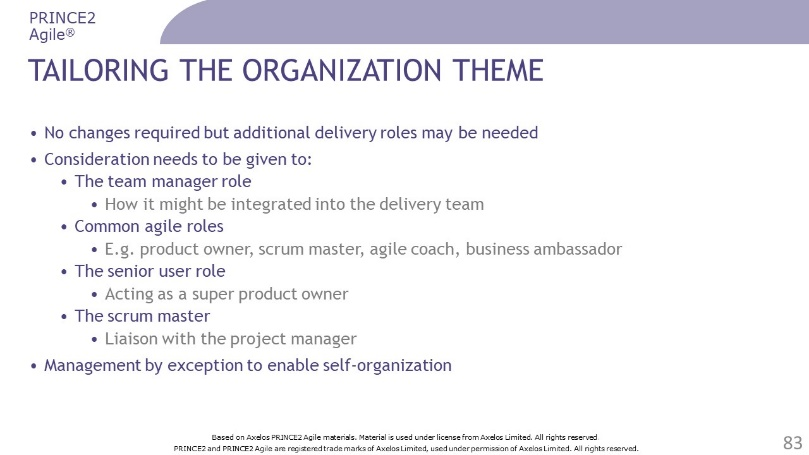 PRINCE2
Agile®
TAILORING THE ORGANIZATION THEME
• No changes required but additional delivery roles may be needed
• Consideration needs to be given to:
• The team manager role
• How it might be integrated into the delivery team
• Common agile roles
• E.g. product owner, scrum master, agile coach, business ambassador
• The senior user role
• Acting as a super product owner
• The scrum master
• Liaison with the project manager
• Management by exception to enable self-organization
Based on Axelos PRINCE2 Agile materials. Material is used under license from Axelos Limited. All rights reserved
PRINCE2 and PRINCE2 Agile are registered trade marks of Axelos Limited, used under permission of Axelos Limited. All rights reserved.
83